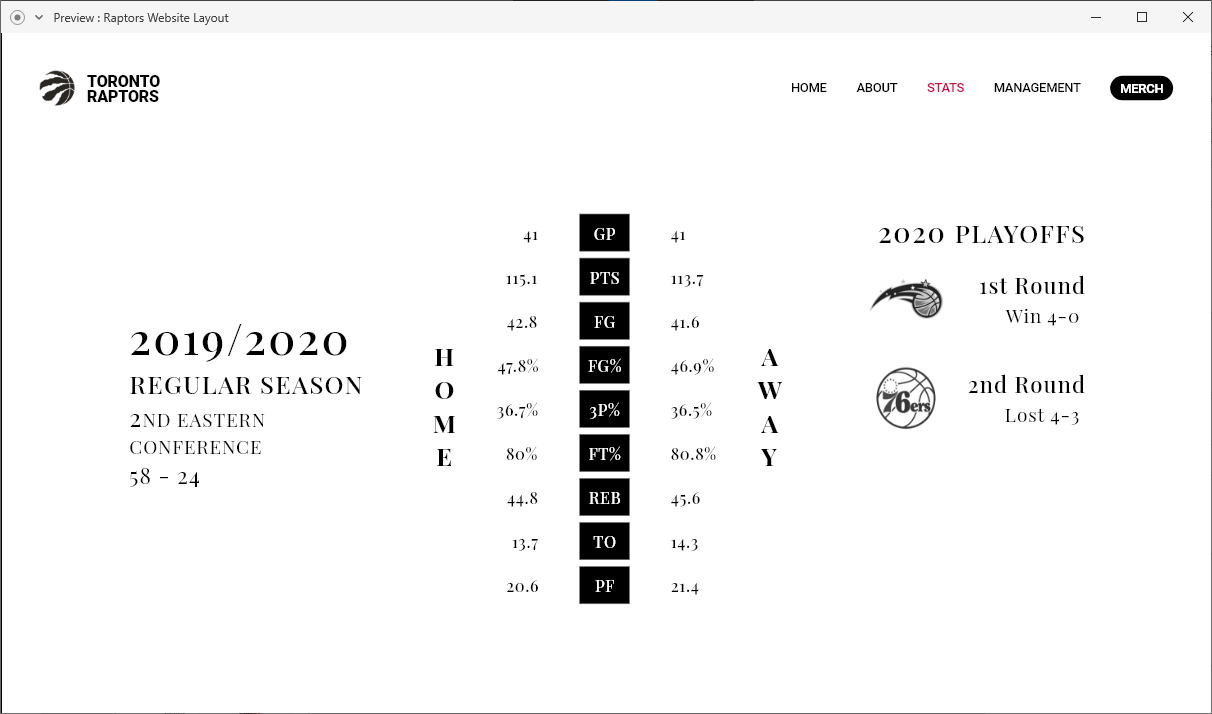 Preview : Raptors Website Layout
TORONTO
RAPTORS
HOME ABOUT STATS MANAGEMENT MERCH
2019/2020
REGULAR SEASON
2ND EASTERN
CONFERENCE
58 - 24
HOME
41 GP 41
115.1 PTS 113.7
42.8 FG 41.6
47.8% FG% 46.9%
36.7% 3P% 36.5%
80% FT% 80.8%
44.8 REB 45.6
13.7 TO 14.3
20.6 PF 21.4
AWAY
2020 PLAYOFFS
1st Round
Win 4-0
76ers
2nd Round
Lost 4-3